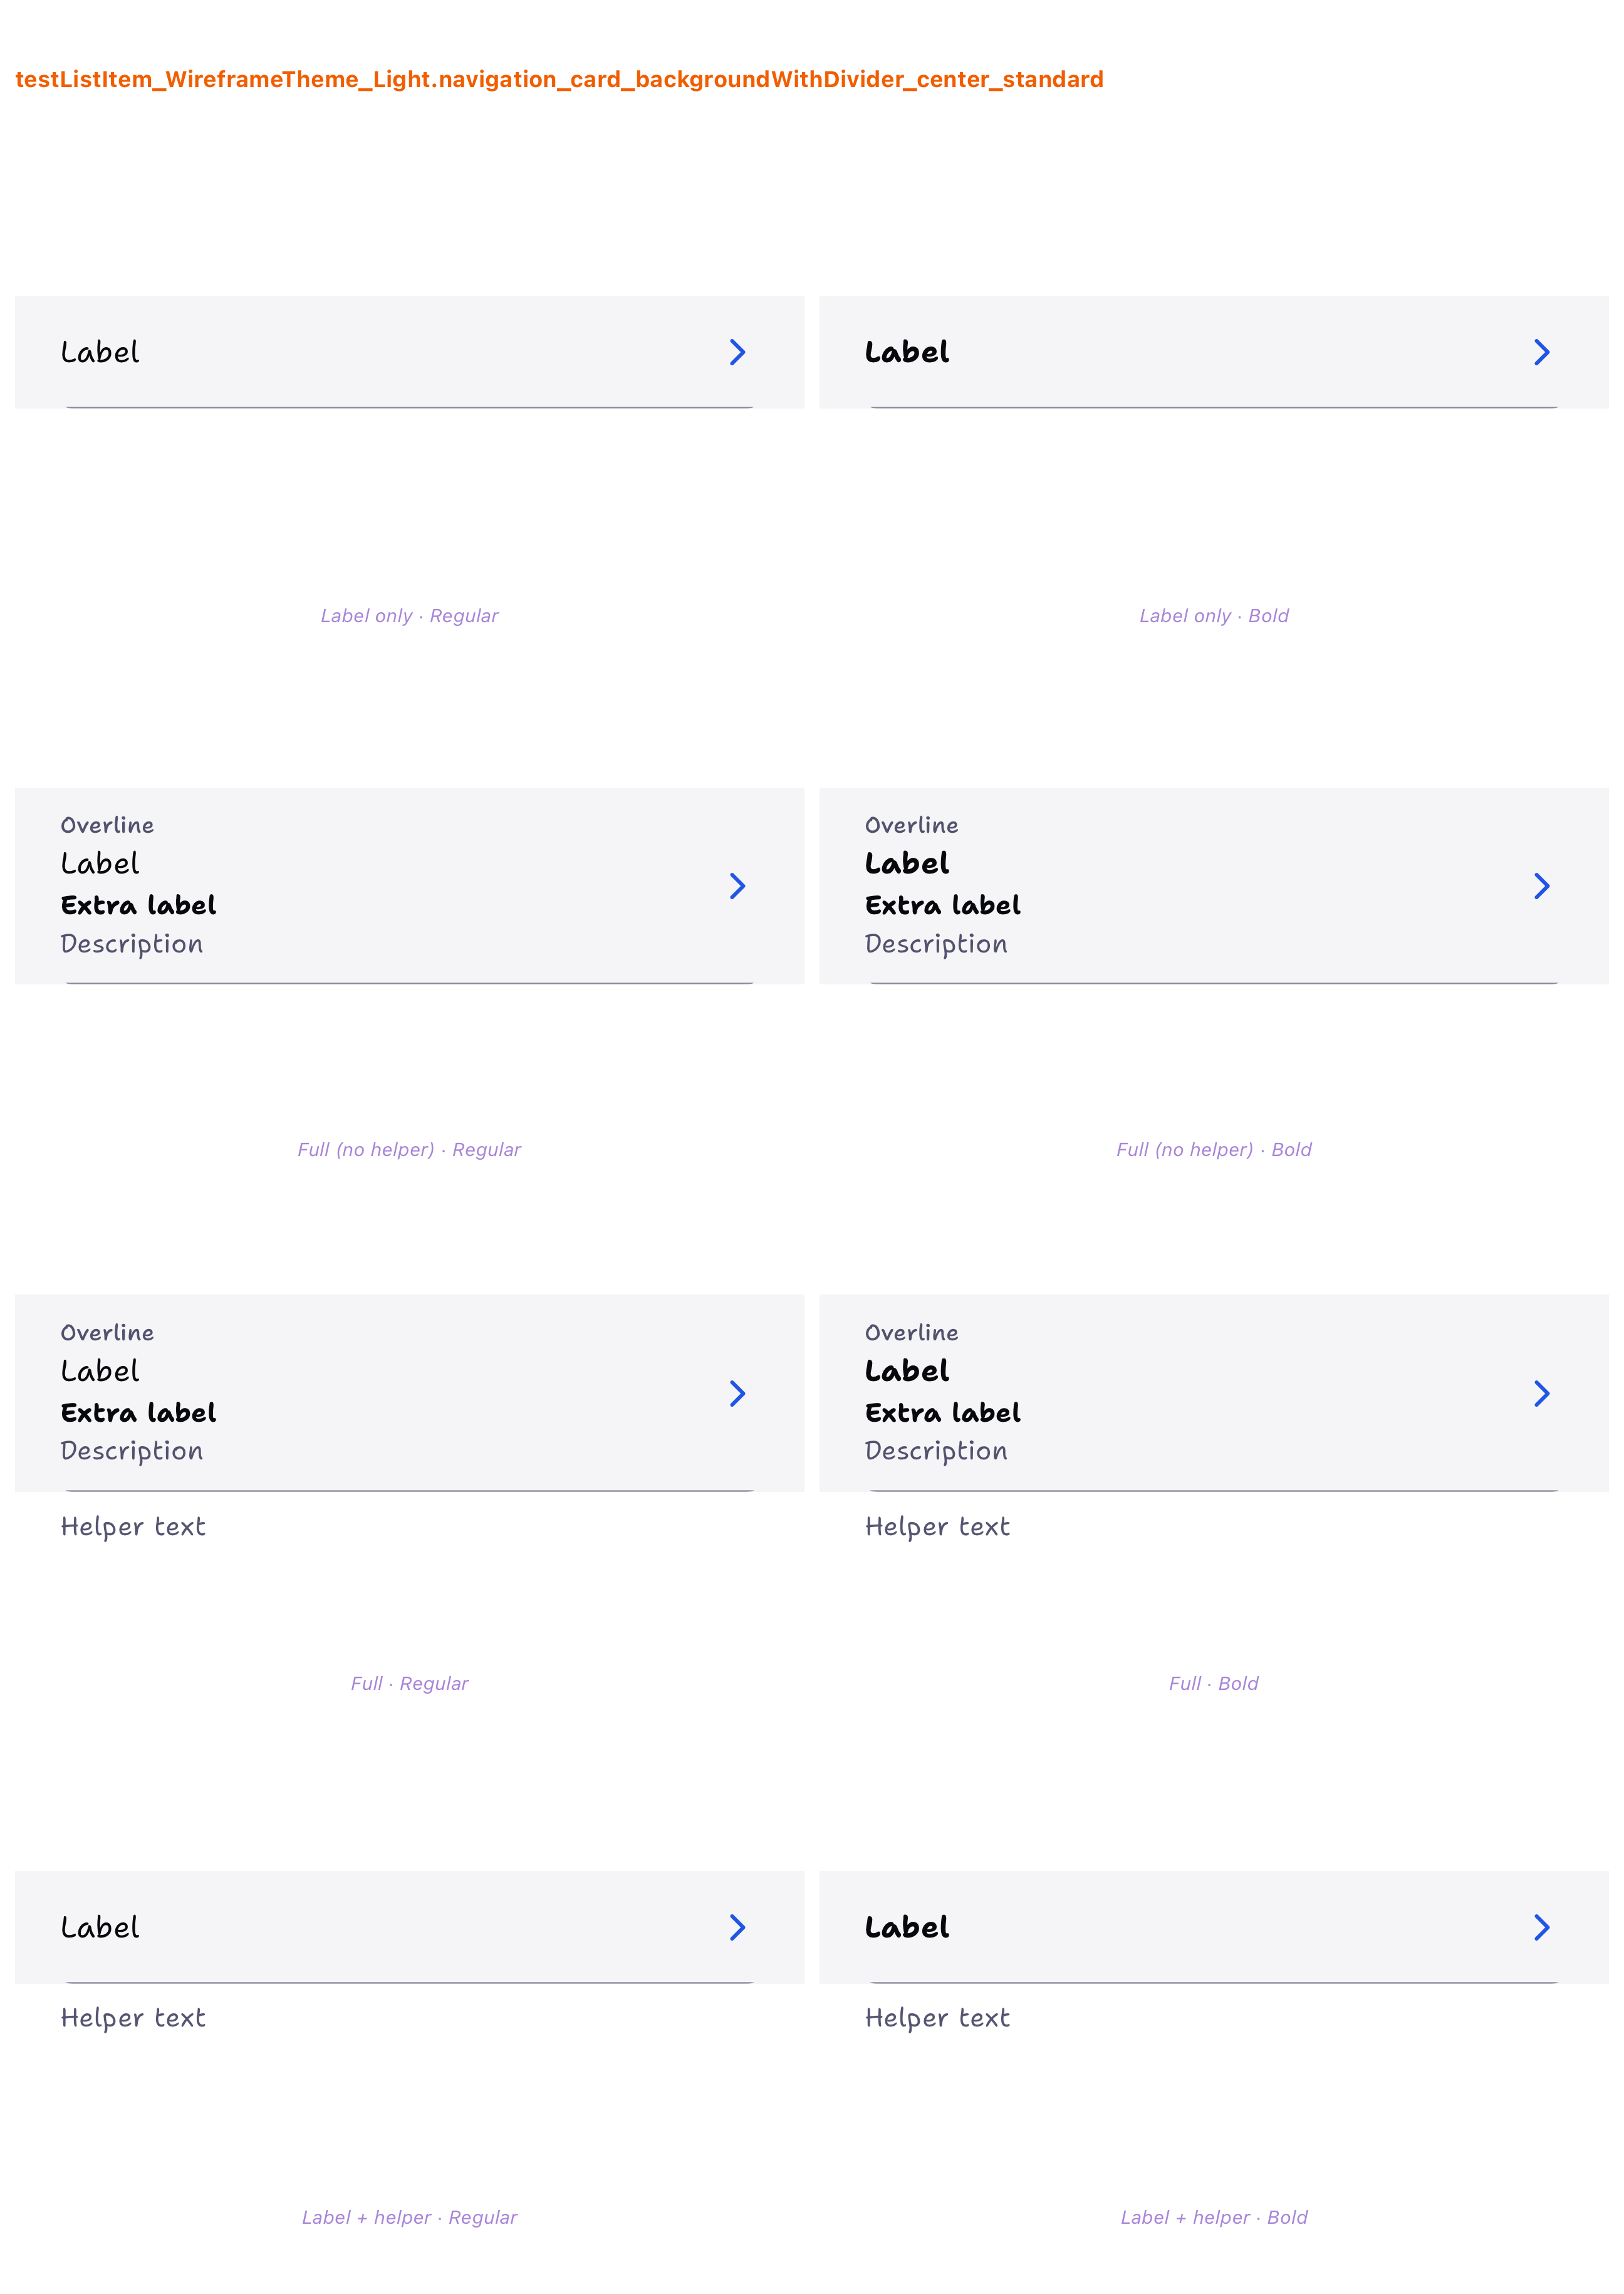 testListItem_WireframeTheme_Light.navigation_card_backgroundWithDivider_center_standard
Label
Label
Label only · Regular
Label only · Bold
Overline
Label
Extra label
Description
Overline
Label
Extra label
Description
Full (no helper) · Regular
Full (no helper) · Bold
Overline
Label
Extra label
Description
Helper text
Overline
Label
Extra label
Description
Helper text
Full · Regular
Full · Bold
Label
Helper text
Label
Helper text
Label + helper · Regular
Label + helper · Bold